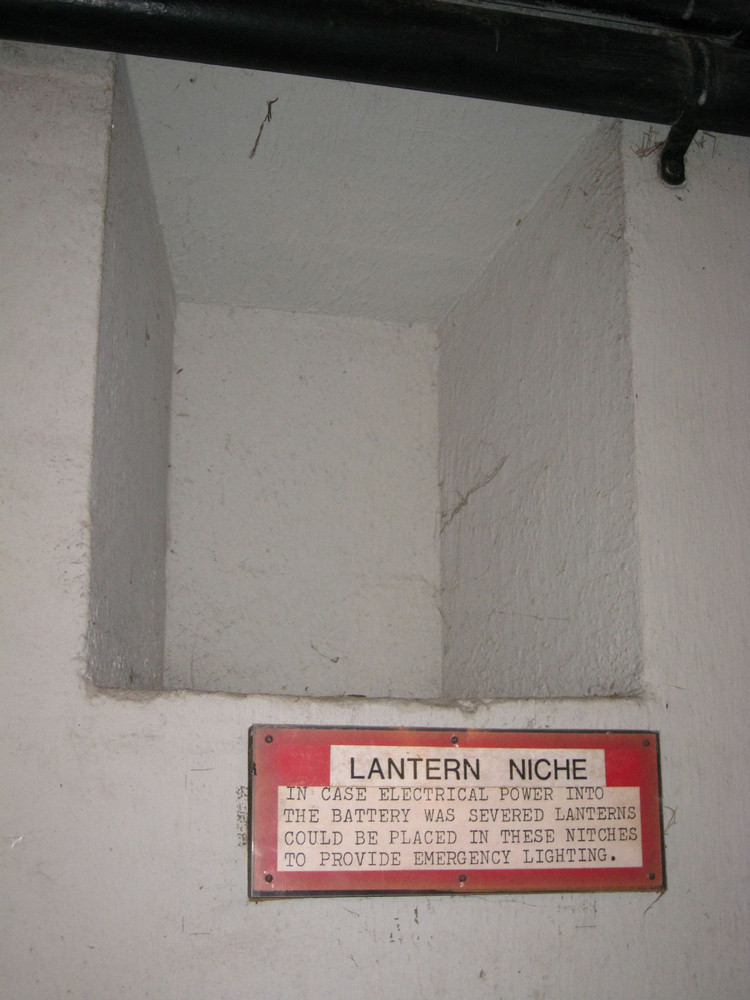 LANTERN NICHE
IN CASE ELECTRICAL POWER INTO
THE BATTERY WAS SEVERED LANTERNS
COULD BE PLACED IN THESE NITCHES
TO PROVIDE EMERGENCY LIGHTING.